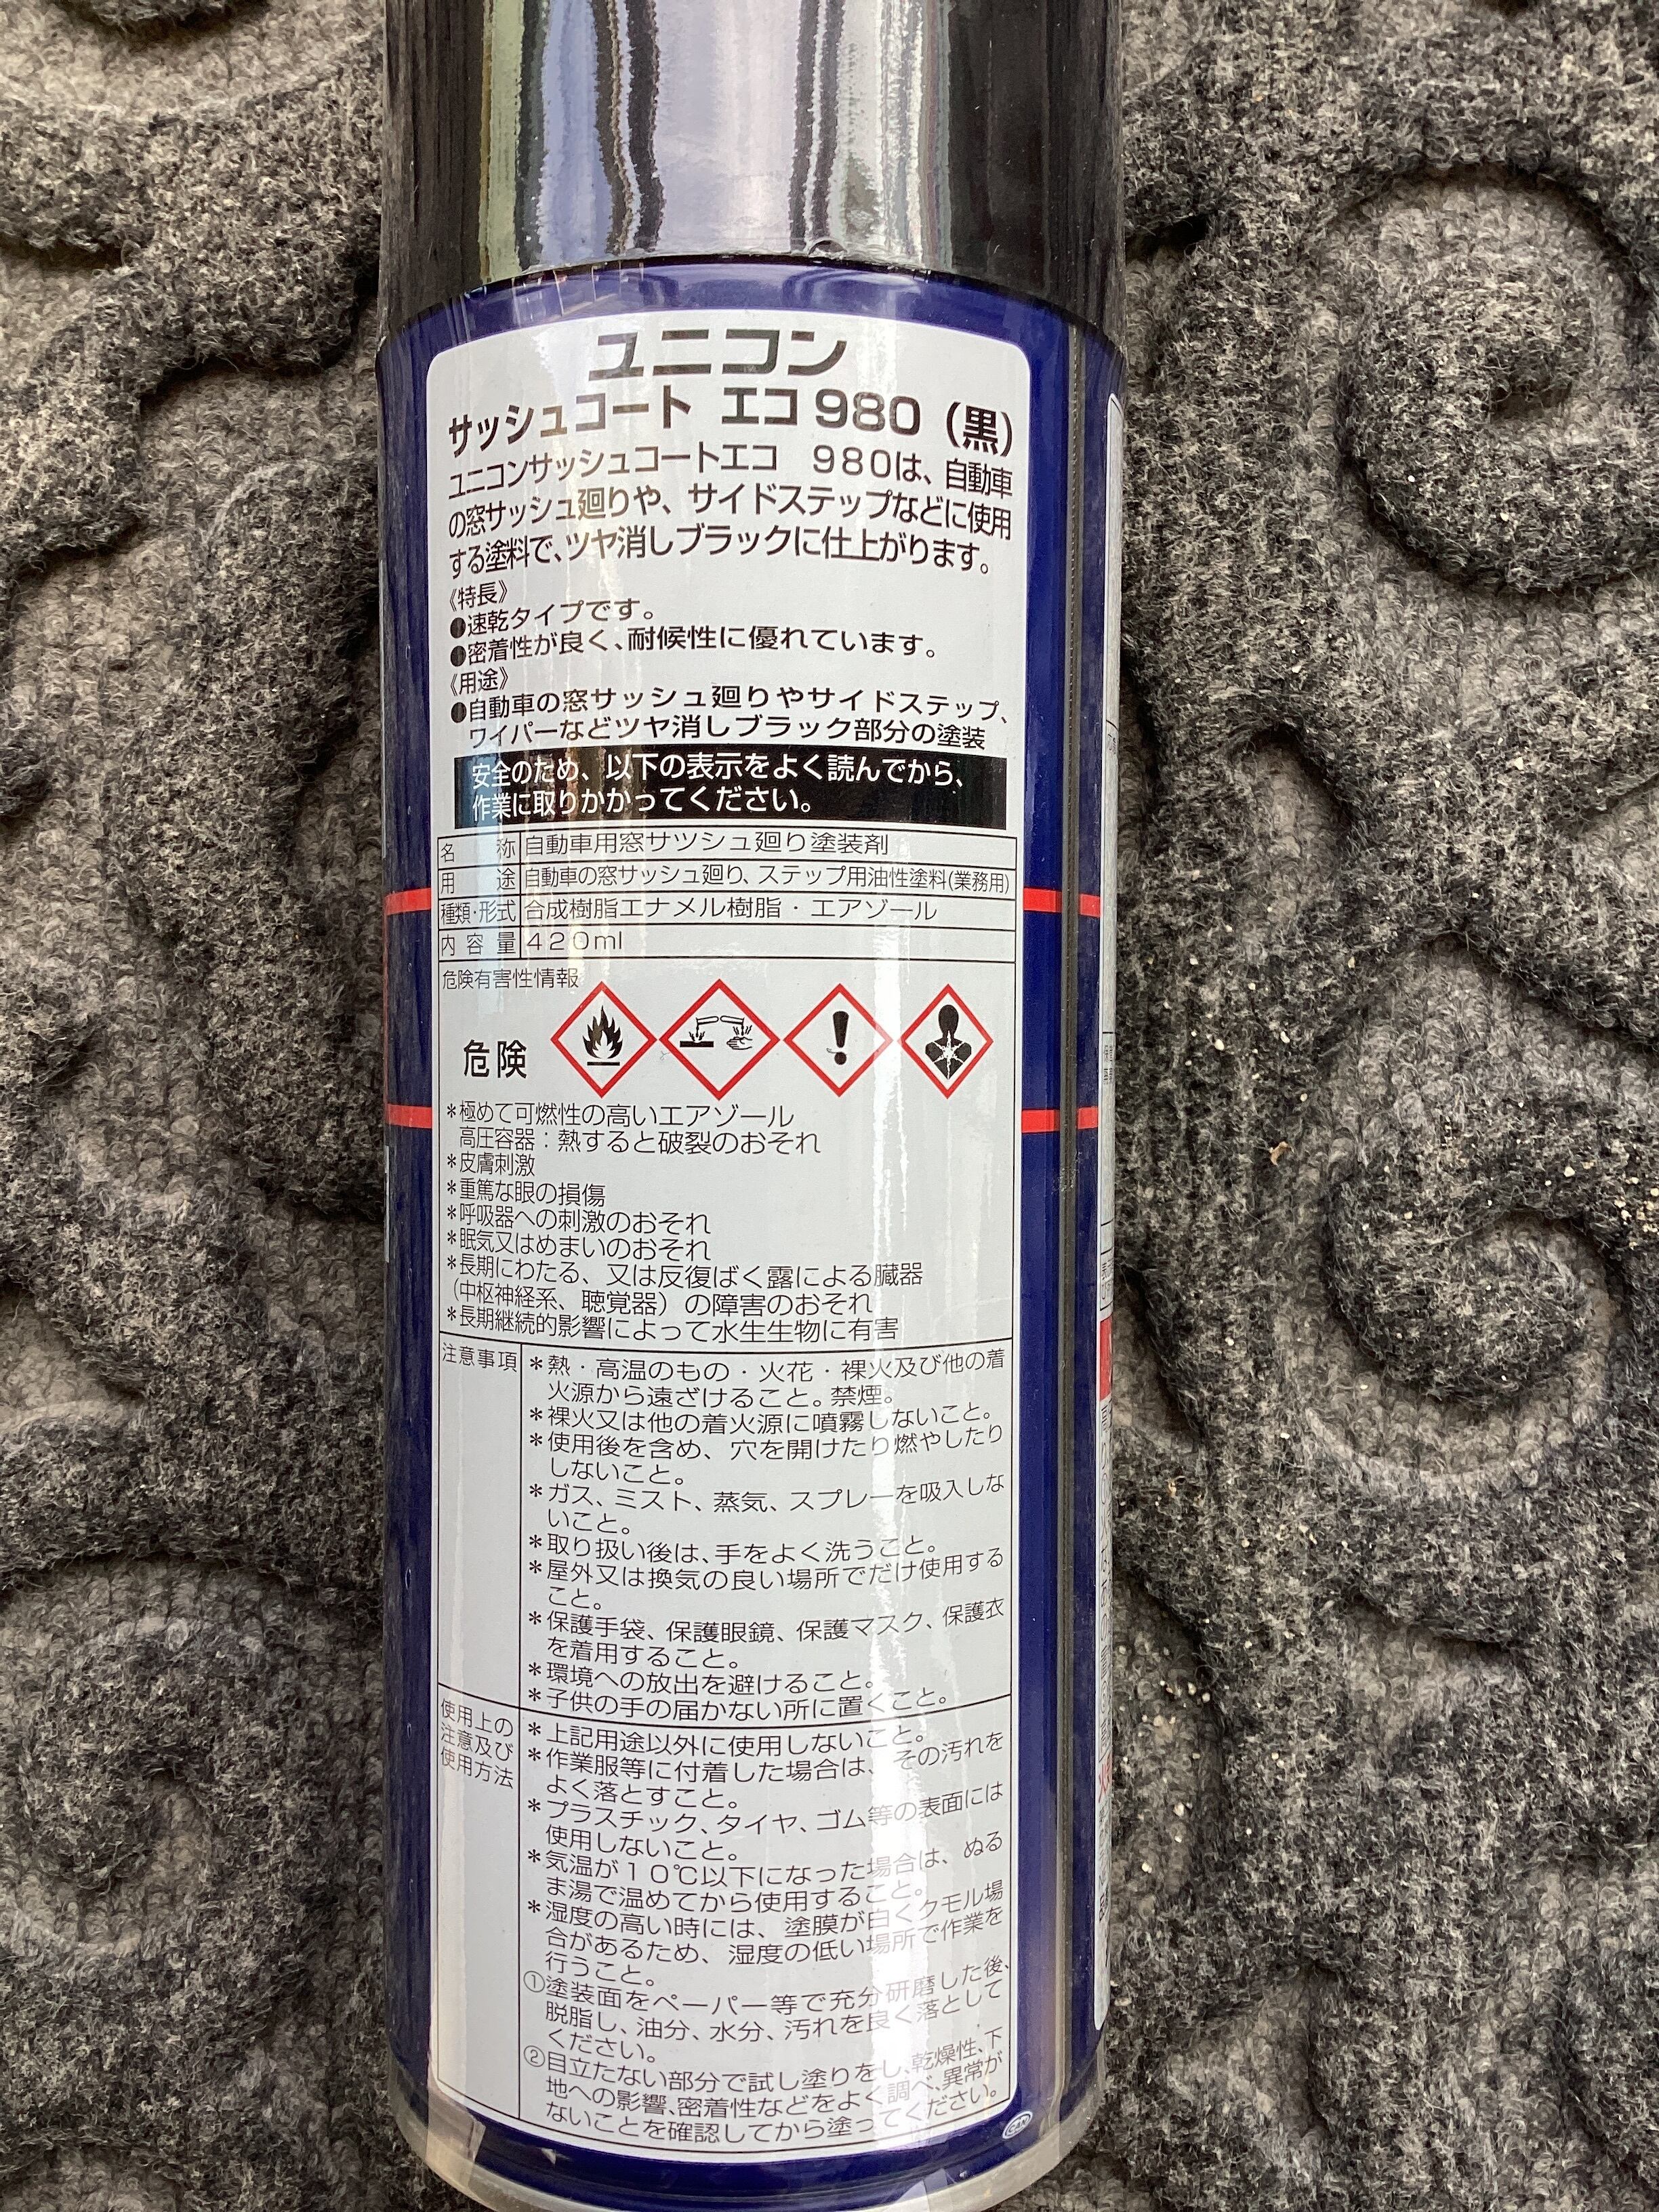 ユニコン
サッシュコート エコ980（黒）
ユニコンサッシュコートエコ 980は、自動車
の窓サッシュ廻りや、サイドステップなどに使用
する塗料で、ツヤ消しブラックに仕上がります。
《特長》
●速乾タイプです。
●密着性が良く、耐候性に優れています。
《用途》
●自動車の窓サッシュ廻りやサイドステップ、
ワイパーなどツヤ消しブラック部分の塗装
安全のため、以下の表示をよく読んでから、
作業に取りかかってください。
名称 自動車用窓サツシュ廻り塗装剤
用途 自動車の窓サッシュ廻り、ステップ用油性塗料(業務用)
種類・形式 合成樹脂エナメル樹脂・エアゾール
内容量 420ml
危険有害性情報
危険
＊極めて可燃性の高いエアゾール
高圧容器：熱すると破裂のおそれ
＊皮膚刺激
＊重篤な眼の損傷
＊呼吸器への刺激のおそれ
＊眠気又はめまいのおそれ
＊長期にわたる、又は反復ばく露による臓器
（中枢神経系、聴覚器）の障害のおそれ
＊長期継続的影響によって水生生物に有害
注意事項
＊熱・高温のもの・火花・裸火及び他の着
火源から遠ざけること。禁煙。
＊裸火又は他の着火源に噴霧しないこと。
＊使用後を含め、穴を開けたり燃やしたり
しないこと。
＊ガス、ミスト、蒸気、スプレーを吸入しな
いこと。
＊取り扱い後は、手をよく洗うこと。
＊屋外又は換気の良い場所でだけ使用する
こと。
＊保護手袋、保護眼鏡、保護マスク、保護衣
を着用すること。
＊環境への放出を避けること。
＊子供の手の届かない所に置くこと。
使用上の
注意及び
使用方法
＊上記用途以外に使用しないこと。
＊作業服等に付着した場合は、その汚れを
よく落とすこと。
＊プラスチック、タイヤ、ゴム等の表面には
使用しないこと。
＊気温が１０℃以下になった場合は、ぬる
ま湯で温めてから使用すること。
＊湿度の高い時には、塗膜が白くクモル場
合があるため、湿度の低い場所で作業を
行うこと。
①塗装面をペーパー等で充分研磨した後、
脱脂し、油分、水分、汚れを良く落として
ください。
②目立たない部分で試し塗りをし、乾燥性、下
地への影響、密着性などをよく調べ、異常が
ないことを確認してから塗ってください。